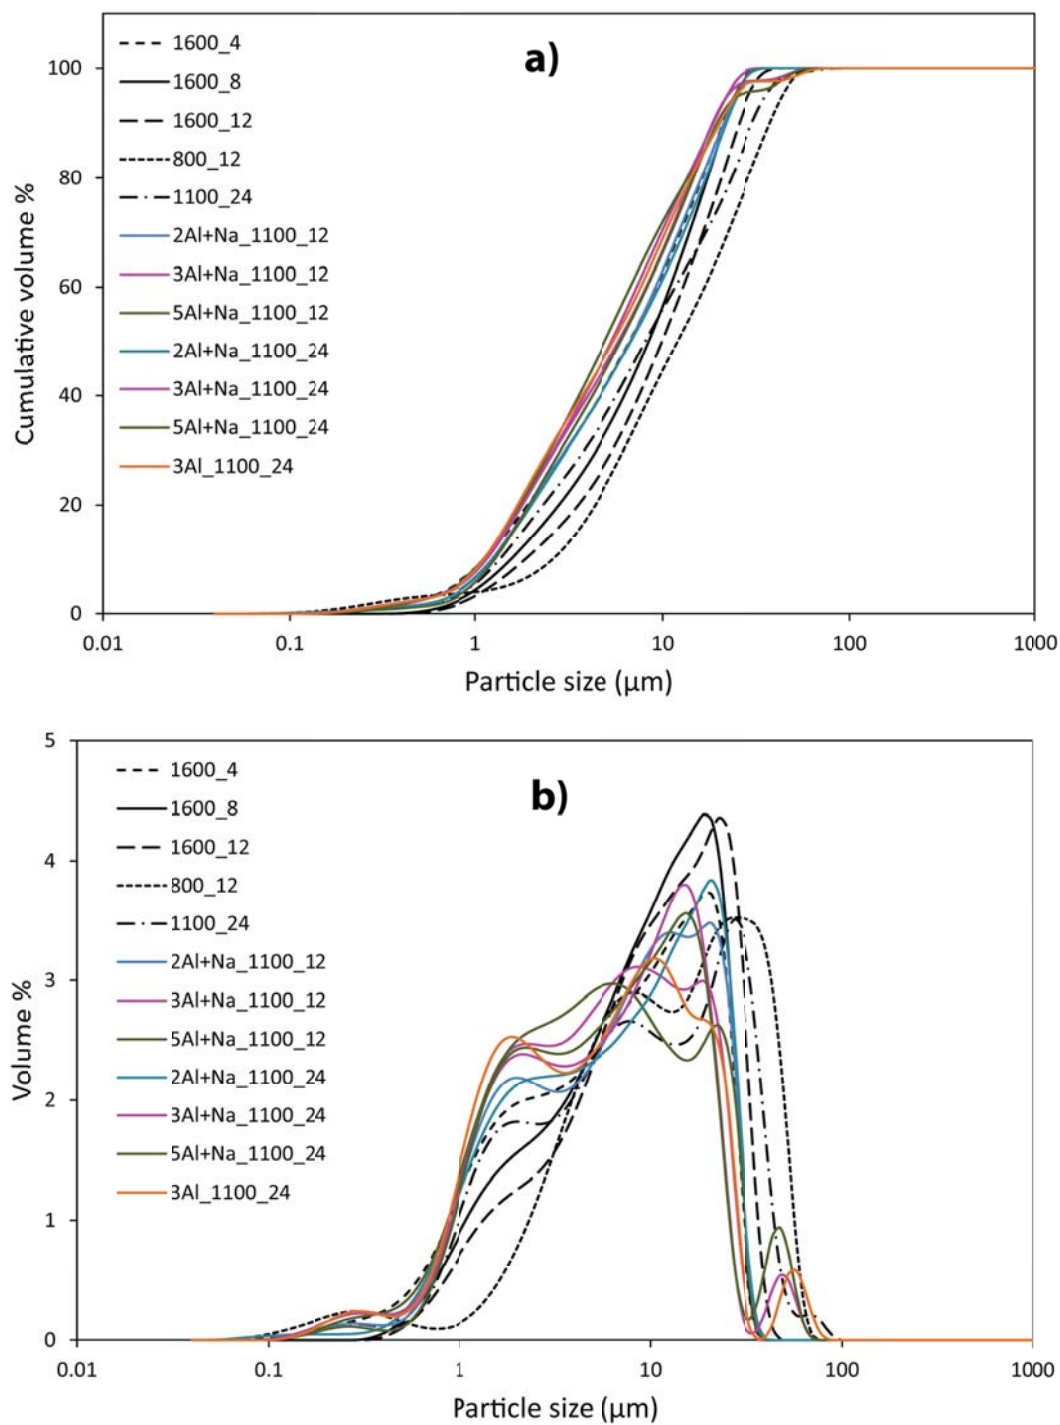 a)
1600_4
1600_8
1600_12
800_12
1100_24
2Al+Na_1100_12
3Al+Na_1100_12
5Al+Na_1100_12
2Al+Na_1100_24
3Al+Na_1100_24
5Al+Na_1100_24
3Al_1100_24
Cumulative volume %
100
80
60
40
20
0
0.01 0.1 1 10 100 1000
Particle size (μm)
b)
1600_4
1600_8
1600_12
800_12
1100_24
2Al+Na_1100_12
3Al+Na_1100_12
5Al+Na_1100_12
2Al+Na_1100_24
3Al+Na_1100_24
5Al+Na_1100_24
3Al_1100_24
Volume %
5
4
3
2
1
0
0.01 0.1 1 10 100 1000
Particle size (μm)